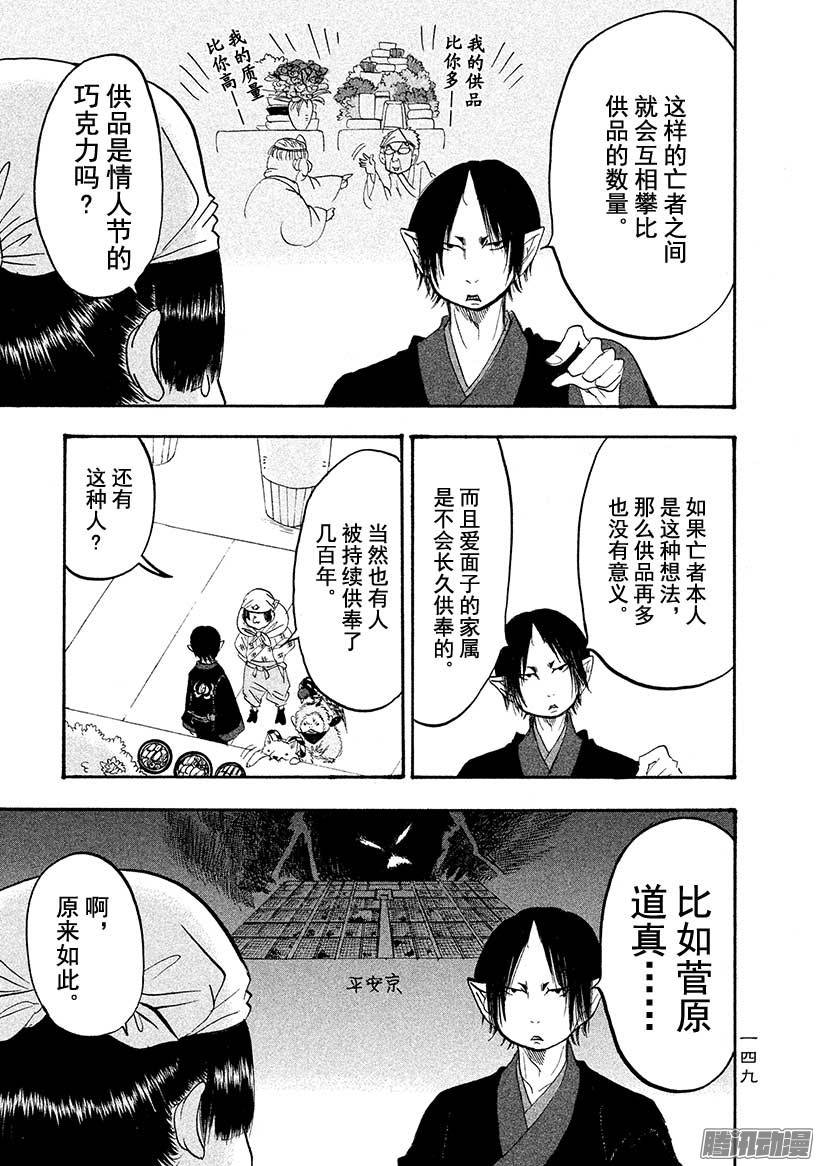 这样的亡者之间
就会互相攀比
供品的数量。
我的供品
比你多——
我的质量
比你高——
供品是情人节的
巧克力吗？
如果亡者本人
是这种想法，
那么供品再多
也没有意义。
而且爱面子的家属
是不会长久供奉的。
当然也有人
被持续供奉了
几百年。
还有
这种人？
比如菅原
道真……
平安京
啊，
原来如此。
一四九
腾讯动漫